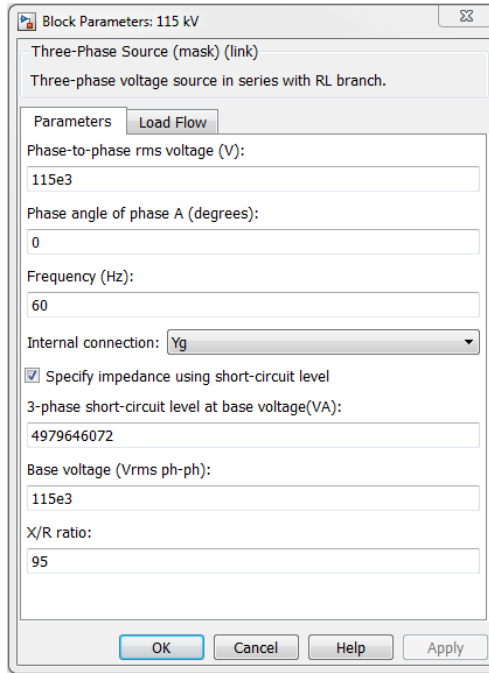 Block Parameters: 115 kV
Three-Phase Source (mask) (link)
Three-phase voltage source in series with RL branch.
Parameters Load Flow
Phase-to-phase rms voltage (V):
115e3
Phase angle of phase A (degrees):
0
Frequency (Hz):
60
Internal connection: Yg
Specify impedance using short-circuit level
3-phase short-circuit level at base voltage(VA):
4979646072
Base voltage (Vrms ph-ph):
115e3
X/R ratio:
95
OK Cancel Help Apply